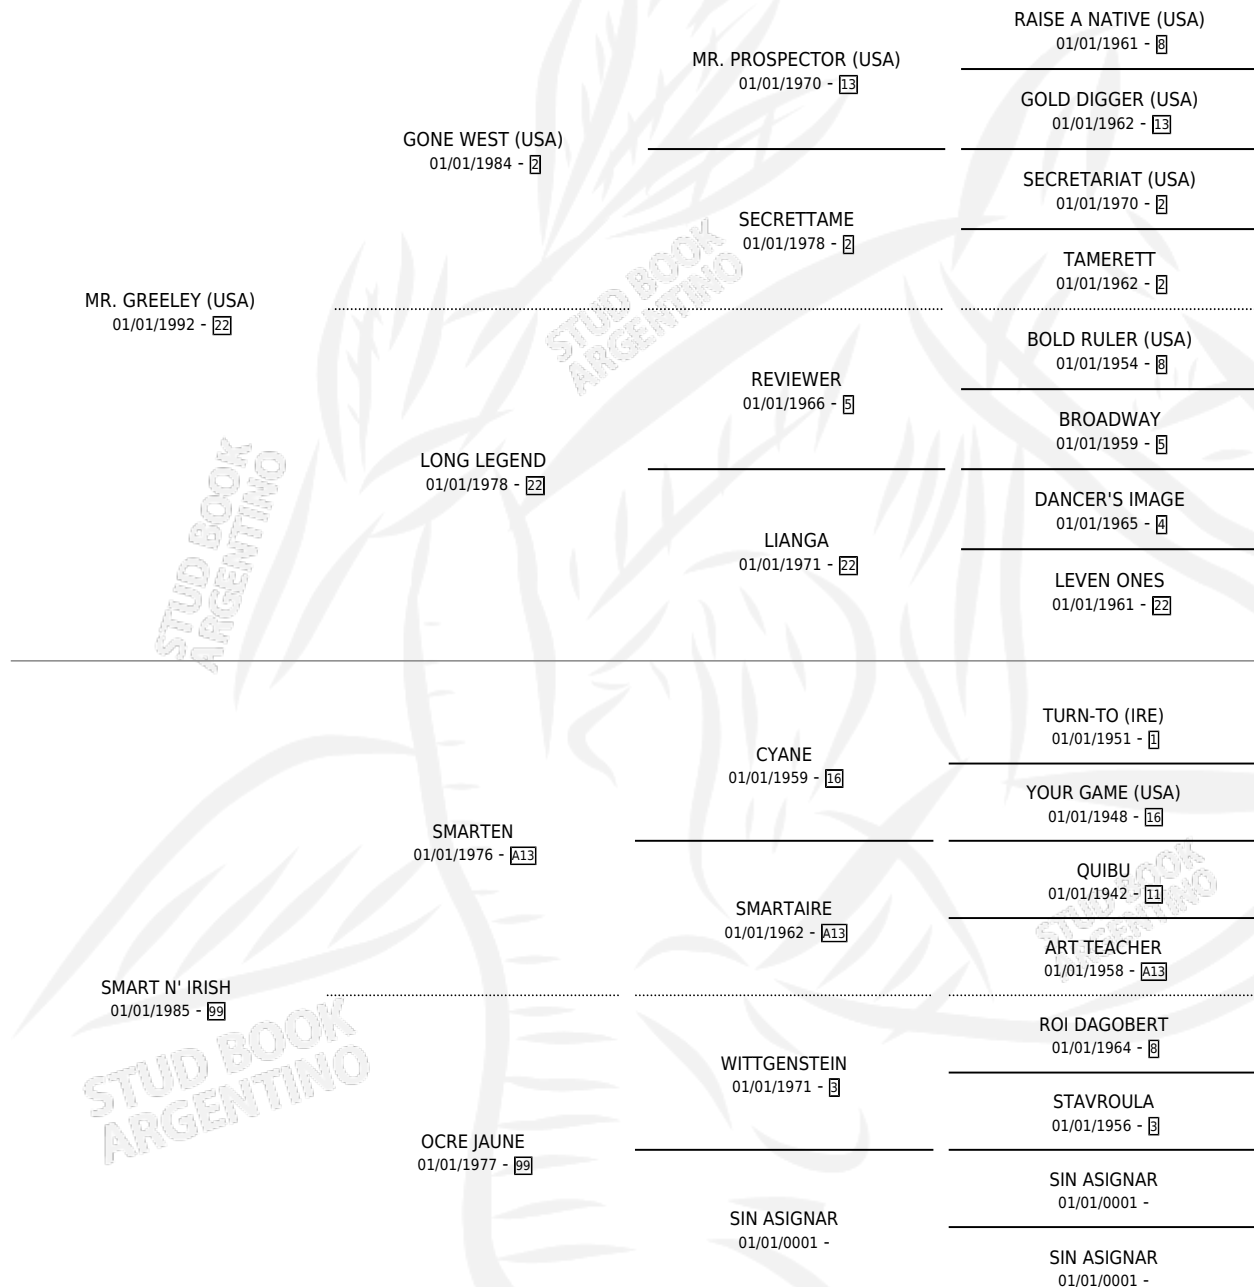 RAISE A NATIVE (USA)
01/01/1961 - 8
MR. PROSPECTOR (USA)
01/01/1970 - 13
GOLD DIGGER (USA)
01/01/1962 - 13
GONE WEST (USA)
01/01/1984 - 2
SECRETARIAT (USA)
01/01/1970 - 2
SECRETTAME
01/01/1978 - 2
TAMERETT
01/01/1962 - 2
MR. GREELEY (USA)
01/01/1992 - 22
BOLD RULER (USA)
01/01/1954 - 8
REVIEWER
01/01/1966 - 5
BROADWAY
01/01/1959 - 5
LONG LEGEND
01/01/1978 - 22
DANCER'S IMAGE
01/01/1965 - 4
LIANGA
01/01/1971 - 22
LEVEN ONES
01/01/1961 - 22
TURN-TO (IRE)
01/01/1951 - 1
CYANE
01/01/1959 - 16
YOUR GAME (USA)
01/01/1948 - 16
SMARTEN
01/01/1976 - A13
QUIBU
01/01/1942 - 11
SMARTAIRE
01/01/1962 - A13
ART TEACHER
01/01/1958 - A13
SMART N' IRISH
01/01/1985 - 99
ROI DAGOBERT
01/01/1964 - 8
WITTGENSTEIN
01/01/1971 - 3
STAVROULA
01/01/1956 - 3
OCRE JAUNE
01/01/1977 - 99
SIN ASIGNAR
01/01/0001 -
SIN ASIGNAR
01/01/0001 -
SIN ASIGNAR
01/01/0001 -
STUD BOOK
ARGENTINO
STUD BOOK
ARGENTINO
STUD BOOK
ARGENTINO
STUD BOOK
ARGENTINO